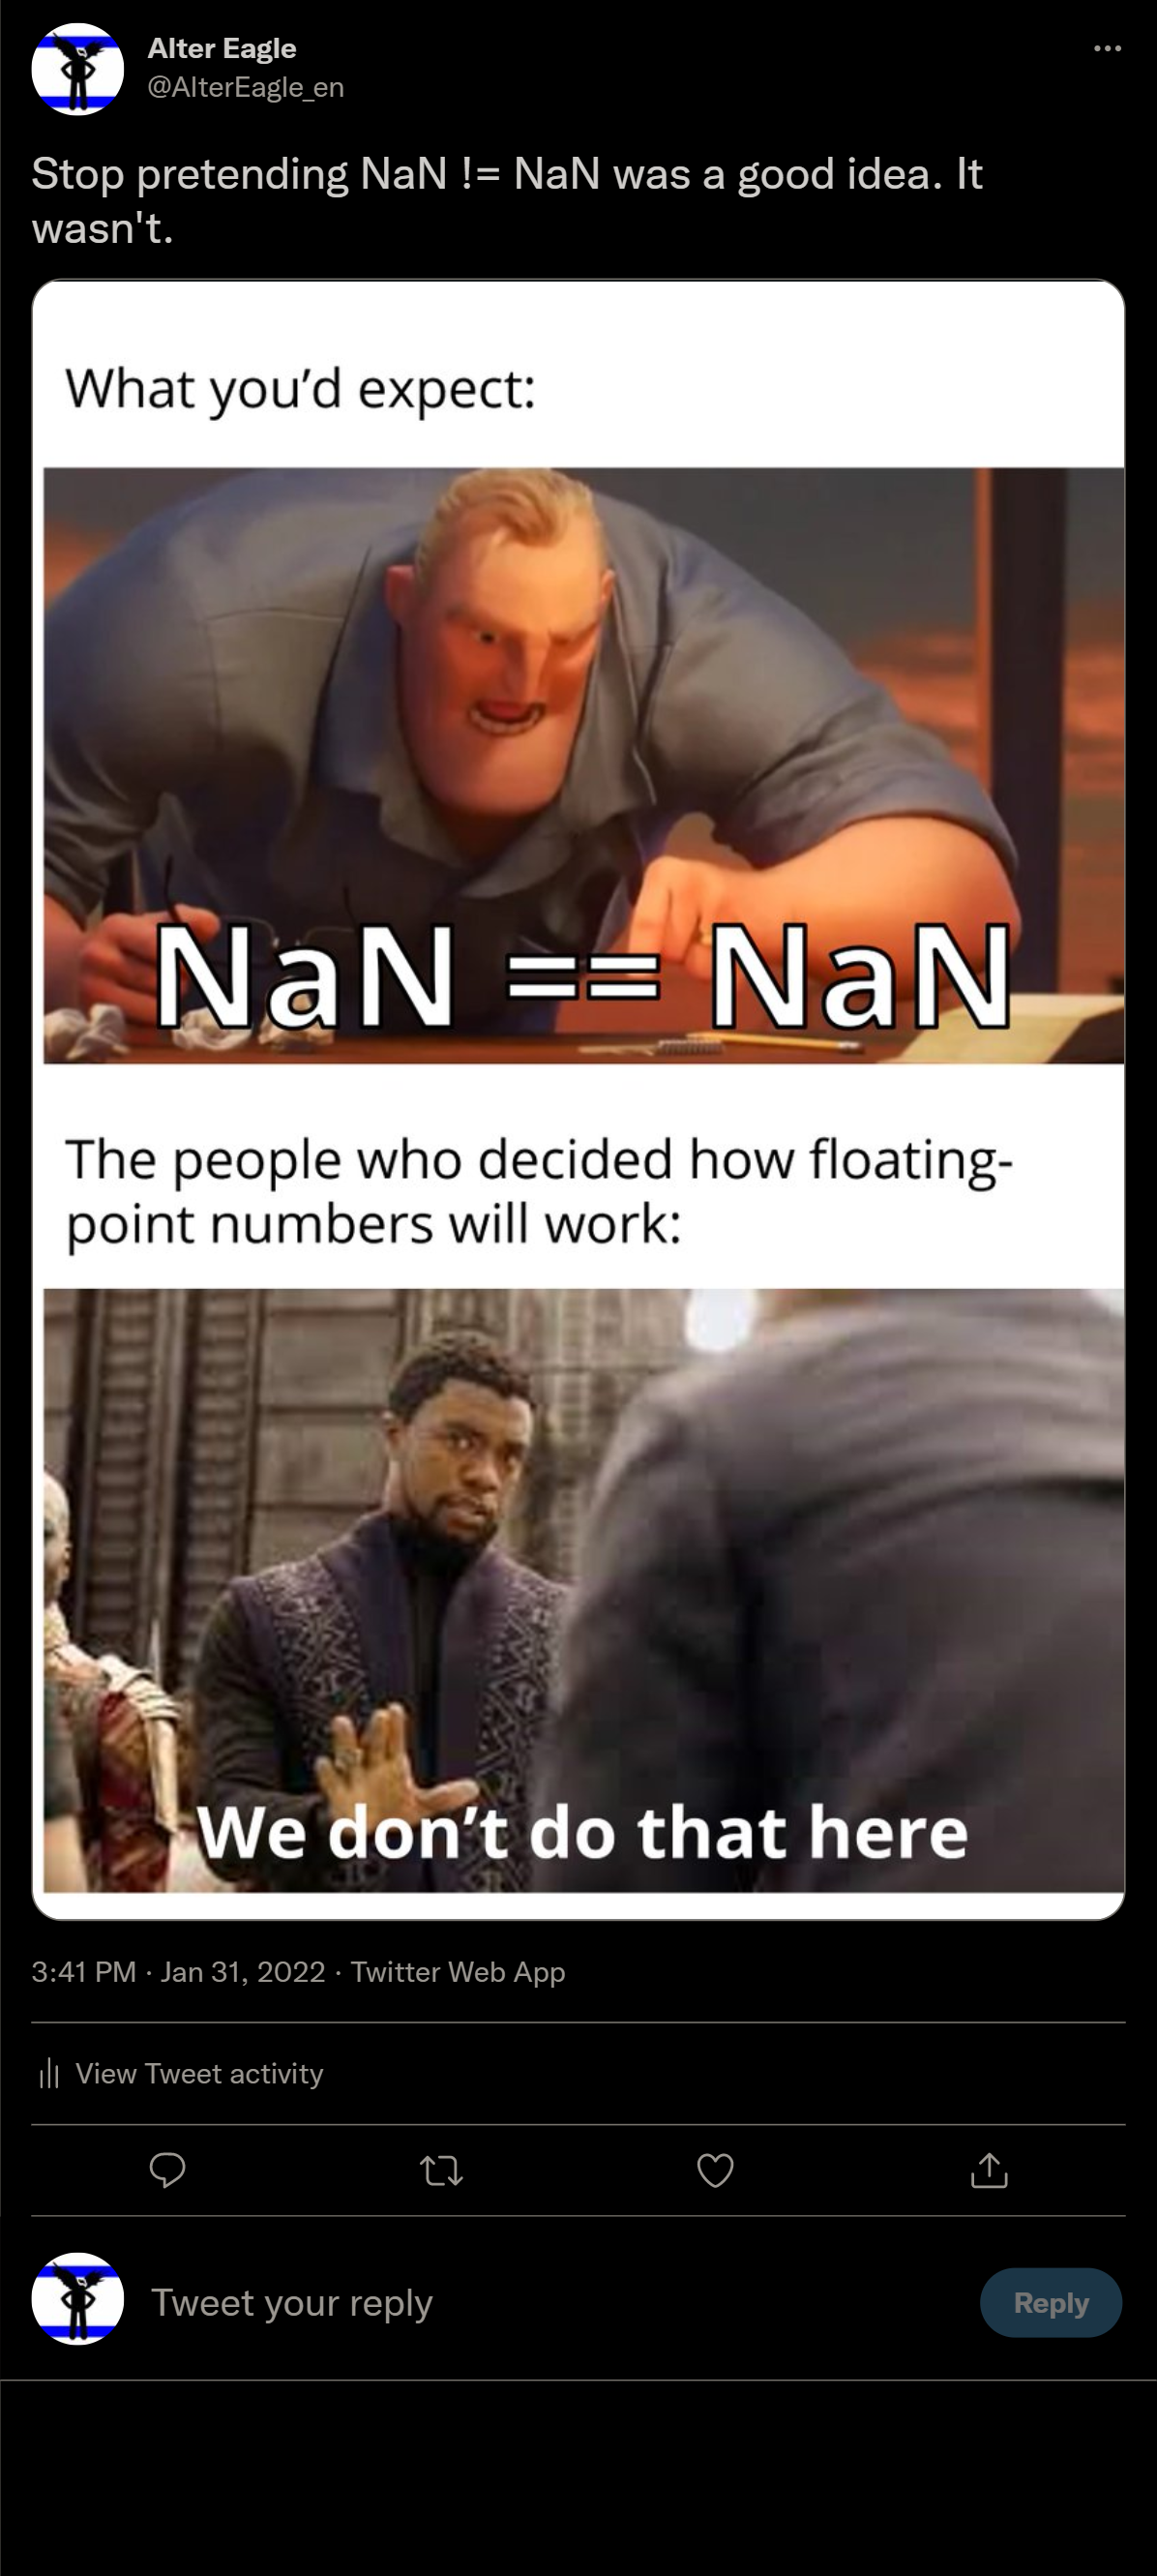 Alter Eagle
@AlterEagle_en
Stop pretending NaN != NaN was a good idea. It
wasn't.
What you’d expect:
NaN == NaN
The people who decided how floating-
point numbers will work:
We don’t do that here
3:41 PM · Jan 31, 2022 · Twitter Web App
View Tweet activity
Tweet your reply
Reply